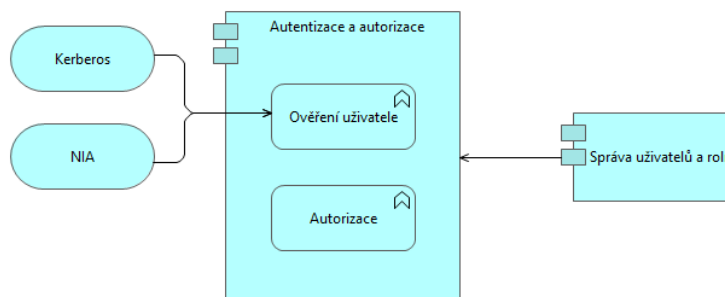 Autentizace a autorizace
Kerberos
Ověření uživatele
NIA
Správa uživatelů a rol
Autorizace